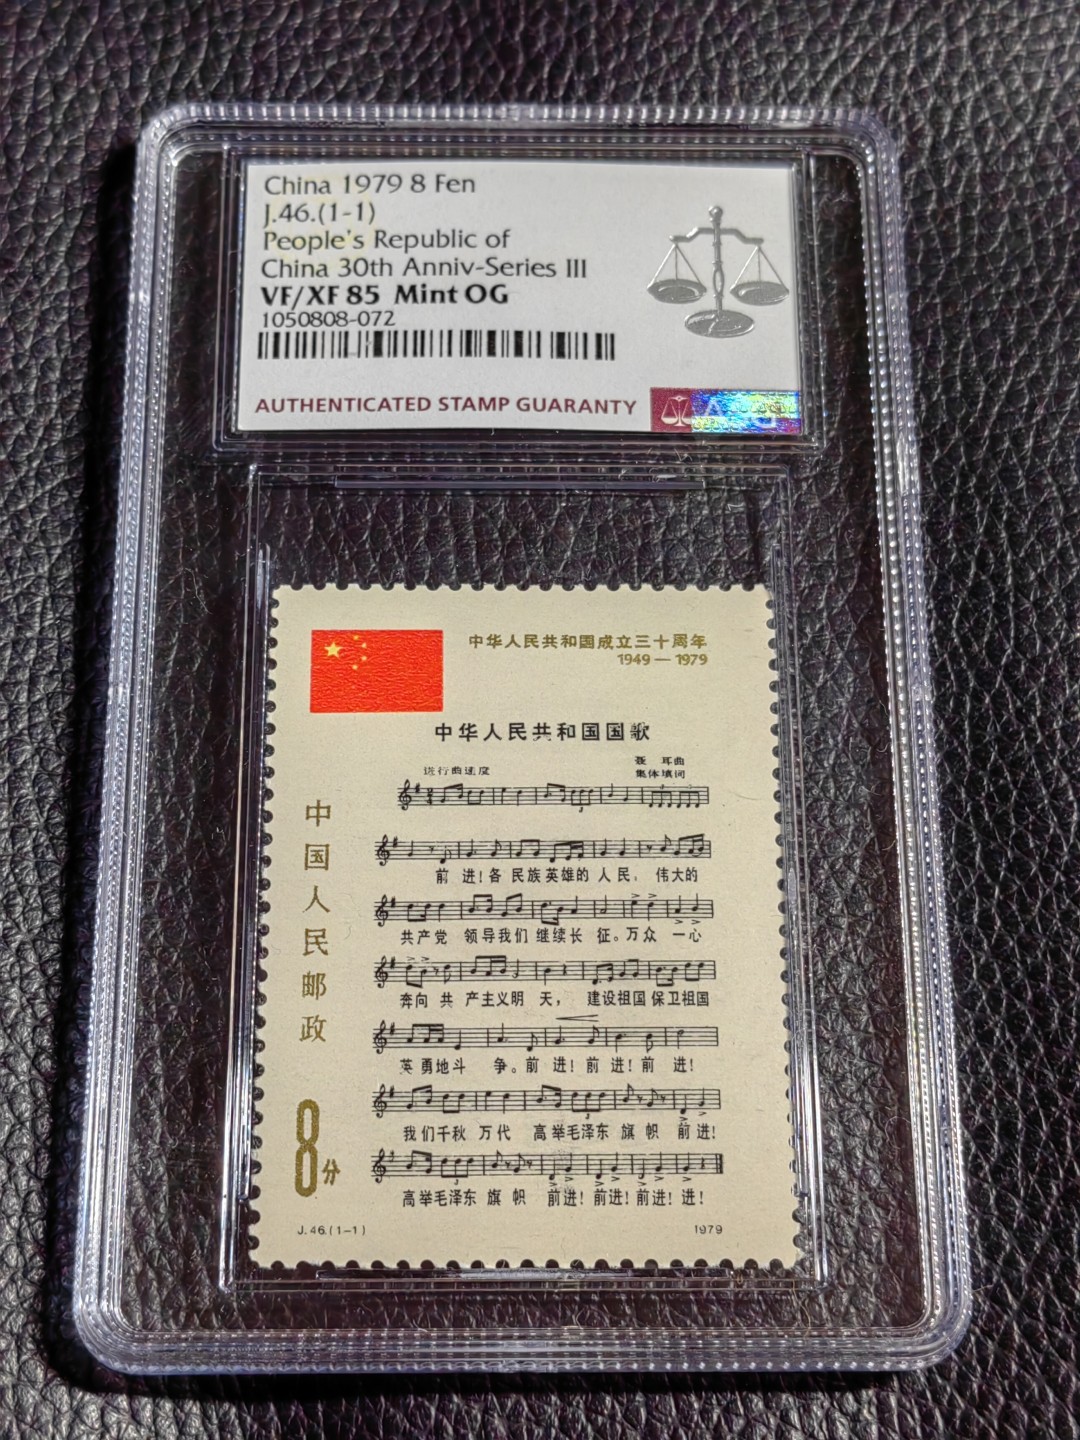 China 1979 8 Fen
J.46.(1-1)
People's Republic of
China 30th Anniv-Series III
VF/XF 85 Mint OG
1050808-072
AUTHENTICATED STAMP GUARANTY
中华人民共和国成立三十周年
1949—1979
中华人民共和国国歌
进行曲速度
聂 耳曲
集体填词
前 进!各 民族英雄的 人民, 伟大的
共产党 领导我们 继续长 征。万众 一心
奔向 共 产主义明 天, 建设祖国 保卫祖国
英 勇地斗 争。前 进! 前 进! 前 进!
我们千秋 万代 高举毛泽东 旗 帜 前进!
高举毛泽东 旗 帜 前进! 前进! 前进! 进!
中国人民邮政
8分
J.46.(1-1)
1979